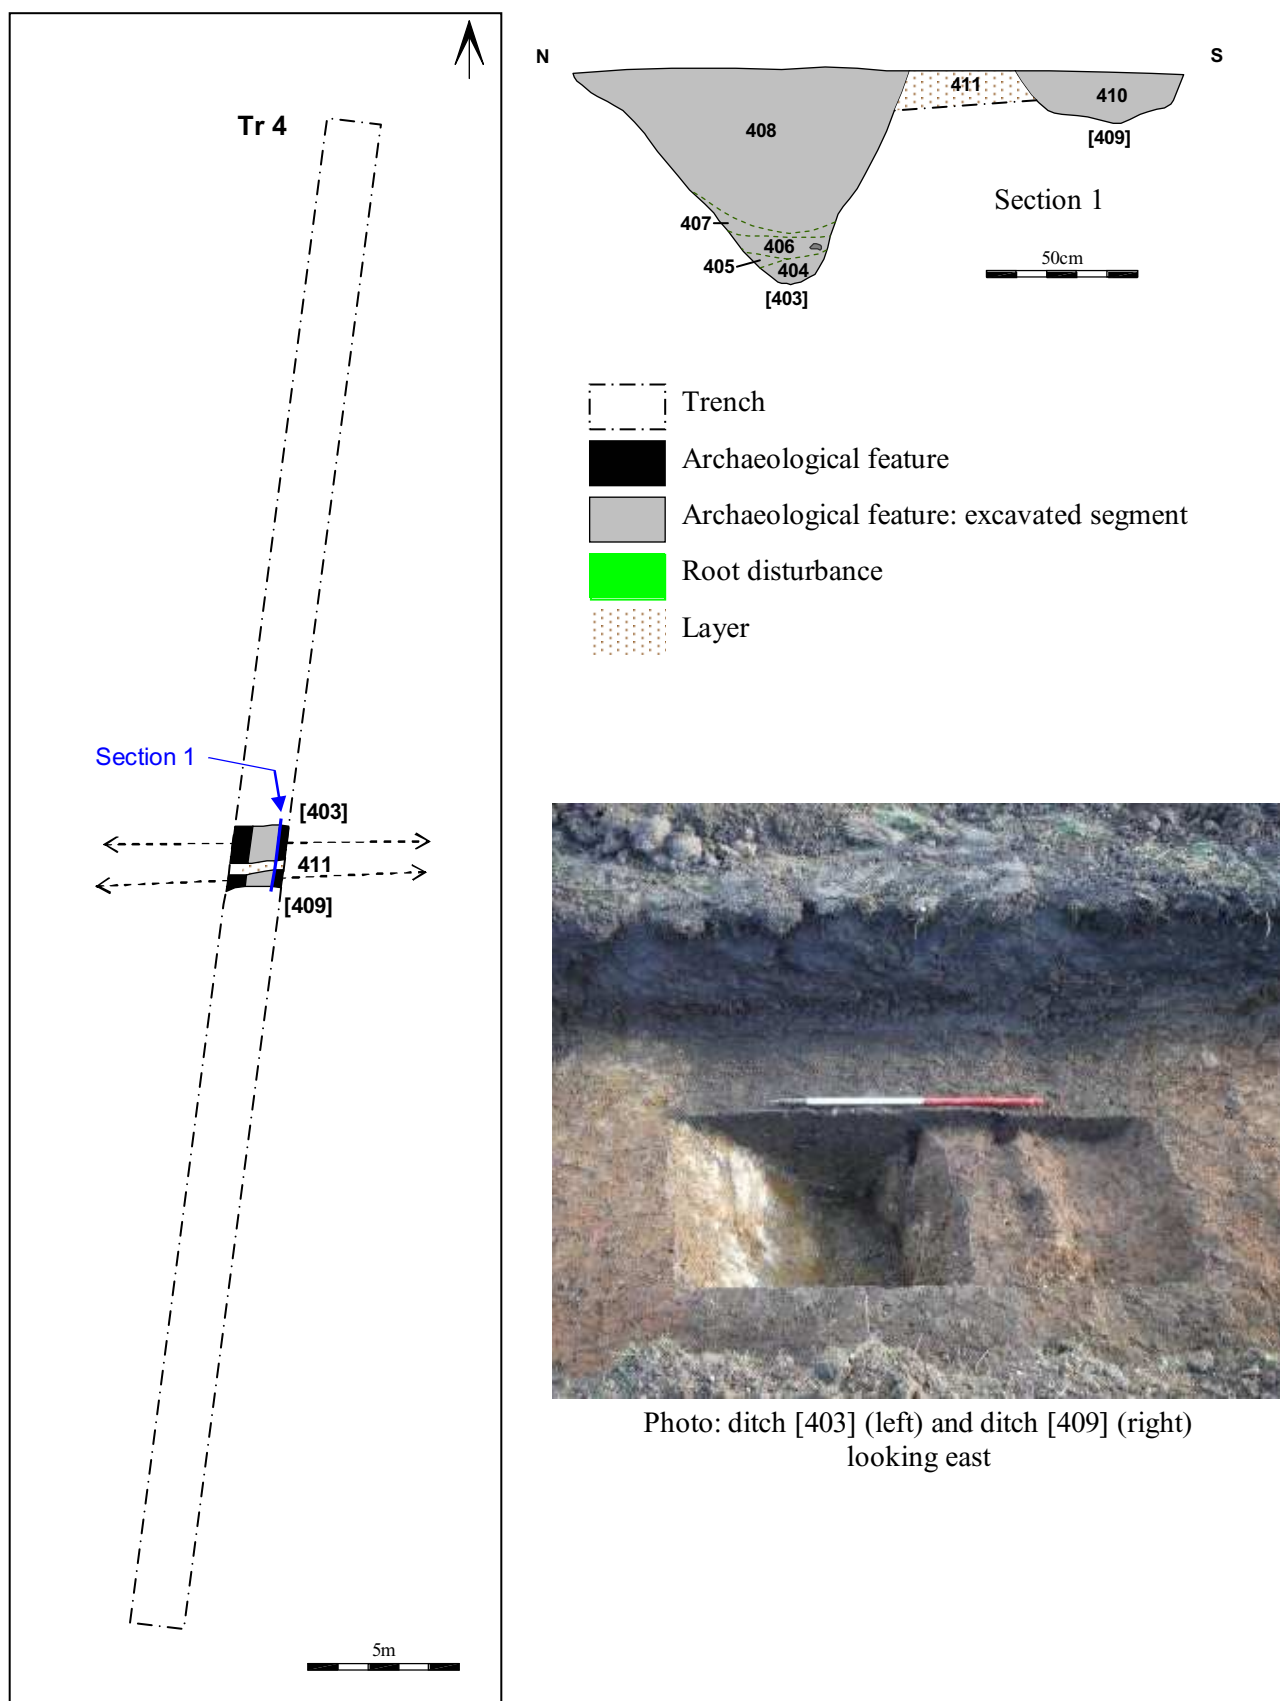 Tr 4
Section 1
[403]
411
[409]
5m
N
S
411
410
408
[409]
407
406
405
404
[403]
Section 1
50cm
Trench
Archaeological feature
Archaeological feature: excavated segment
Root disturbance
Layer
Photo: ditch [403] (left) and ditch [409] (right)
looking east